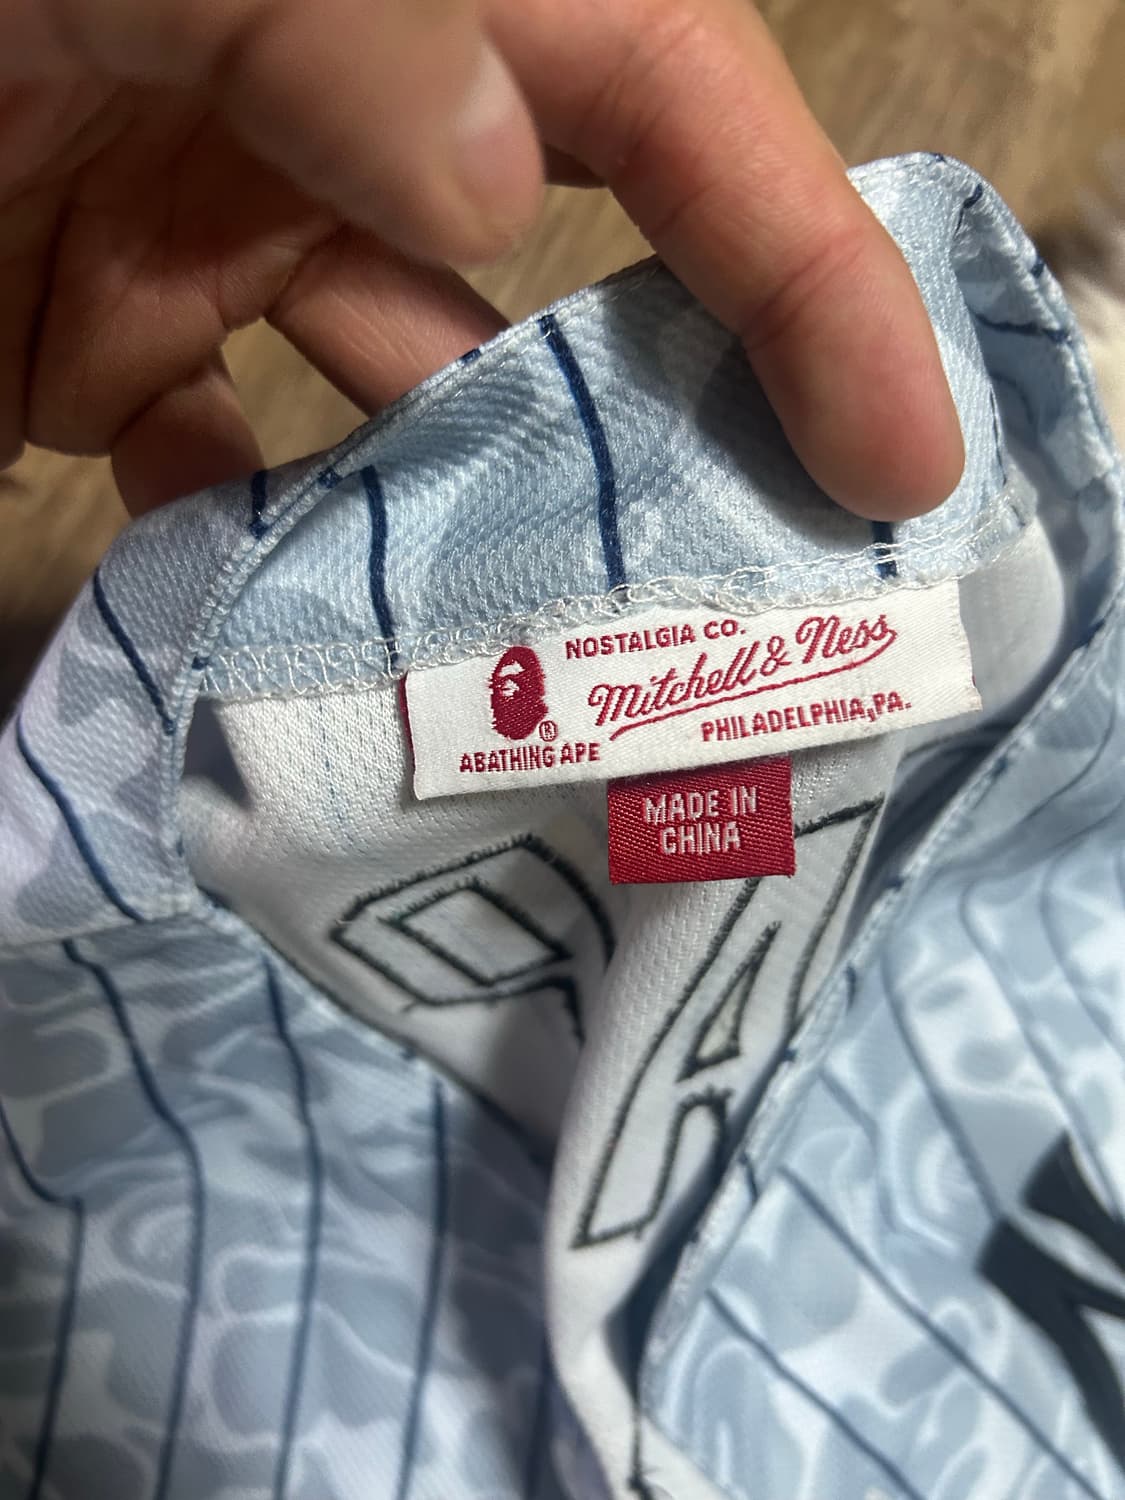 NOSTALGIA CO.
Mitchell & Ness
PHILADELPHIA, PA.
®
ABATHING APE
MADE IN
CHINA